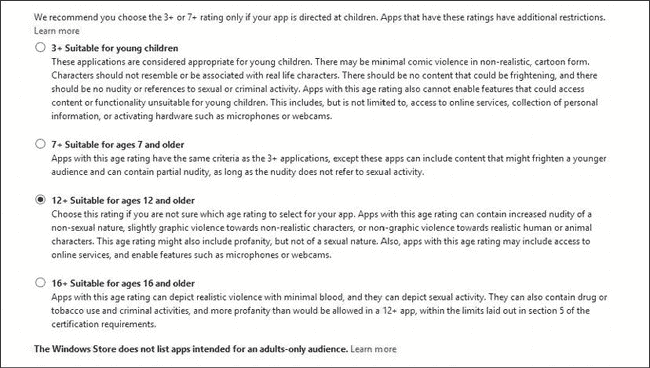 We recommend you choose the 3+ or 7+ rating only if your app is directed at children. Apps that have these ratings have additional restrictions.
Learn more
3+ Suitable for young children
These applications are considered appropriate for young children. There may be minimal comic violence in non-realistic, cartoon form.
Characters should not resemble or be associated with real life characters. There should be no content that could be frightening, and there
should be no nudity or references to sexual or criminal activity. Apps with this age rating also cannot enable features that could access
content or functionality unsuitable for young children. This includes, but is not limited to, access to online services, collection of personal
information, or activating hardware such as microphones or webcams.
7+ Suitable for ages 7 and older
Apps with this age rating have the same criteria as the 3+ applications, except these apps can include content that might frighten a younger
audience and can contain partial nudity, as long as the nudity does not refer to sexual activity.
12+ Suitable for ages 12 and older
Choose this rating if you are not sure which age rating to select for your app. Apps with this age rating can contain increased nudity of a
non-sexual nature, slightly graphic violence towards non-realistic characters, or non-graphic violence towards realistic human or animal
characters. This age rating might also include profanity, but not of a sexual nature. Also, apps with this age rating may include access to
online services, and enable features such as microphones or webcams.
16+ Suitable for ages 16 and older
Apps with this age rating can depict realistic violence with minimal blood, and they can depict sexual activity. They can also contain drug or
tobacco use and criminal activities, and more profanity than would be allowed in a 12+ app, within the limits laid out in section 5 of the
certification requirements.
The Windows Store does not list apps intended for an adults-only audience. Learn more